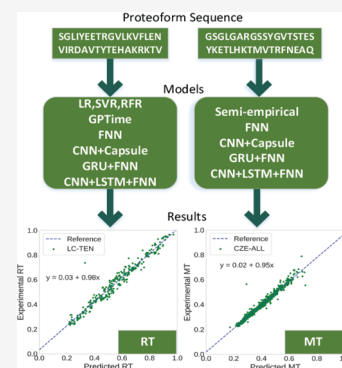 Proteoform Sequence
SGLIYEETRGVLKVFLEN
VIRDAVTYTEHAKRKTV
GSGLGARGSSYGVTSTES
YKETLHKTMVTRFNEAQ
Models
LR,SVR,RFR
GPTime
FNN
CNN+Capsule
GRU+FNN
CNN+LSTM+FNN
Semi-empirical
FNN
CNN+Capsule
GRU+FNN
CNN+LSTM+FNN
Results
1.0
0.8
0.6
0.4
0.2
0.0
Experimental RT
Reference
LC-TEN
y = 0.03 + 0.98x
RT
0.0 0.2 0.4 0.6 0.8 1.0
Predicted RT
1.0
0.8
0.6
0.4
0.2
0.0
Experimental MT
Reference
CZE-ALL
y = 0.02 + 0.95x
MT
0.0 0.2 0.4 0.6 0.8
Predicted MT